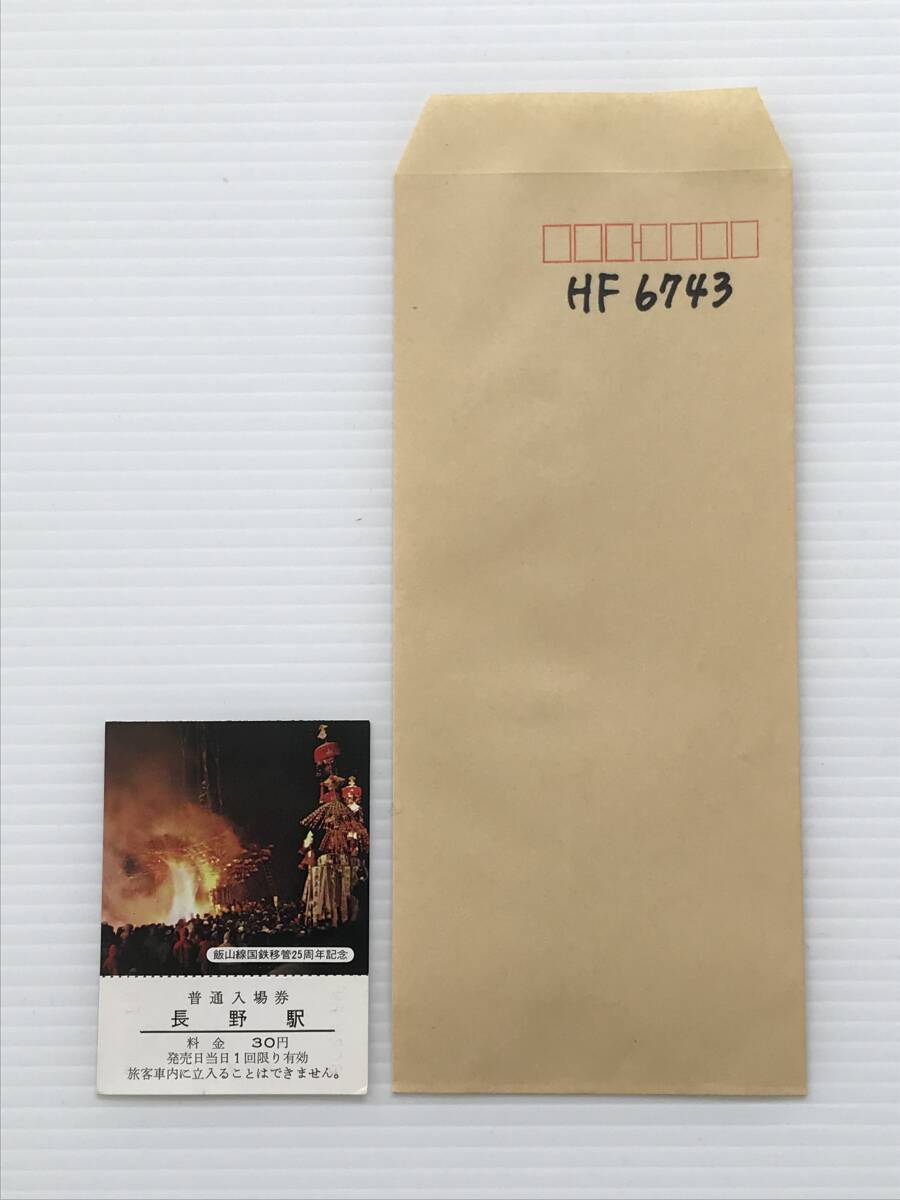 HF 6743
飯山線国鉄移管25周年記念
普通入場券
長野駅
料金 30円
発売日当日1回限り有効
旅客車内に立入ることはできません。